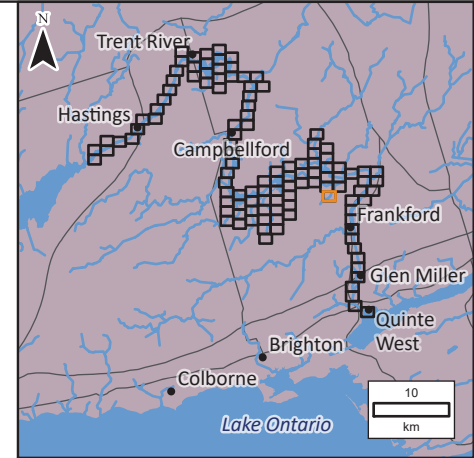 N
Trent River
Hastings
Campbellford
Frankford
Glen Miller
Quinte
West
Brighton
Colborne
Lake Ontario
10
km